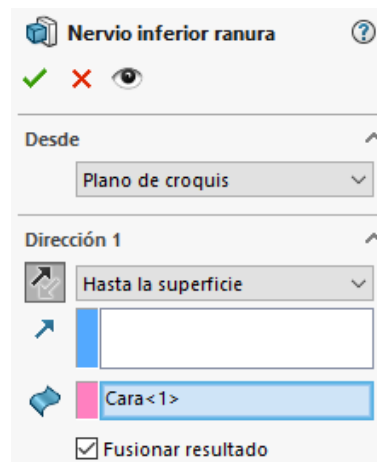 Nervio inferior ranura
Desde
Plano de croquis
Dirección 1
Hasta la superficie
Cara<1>
Fusionar resultado